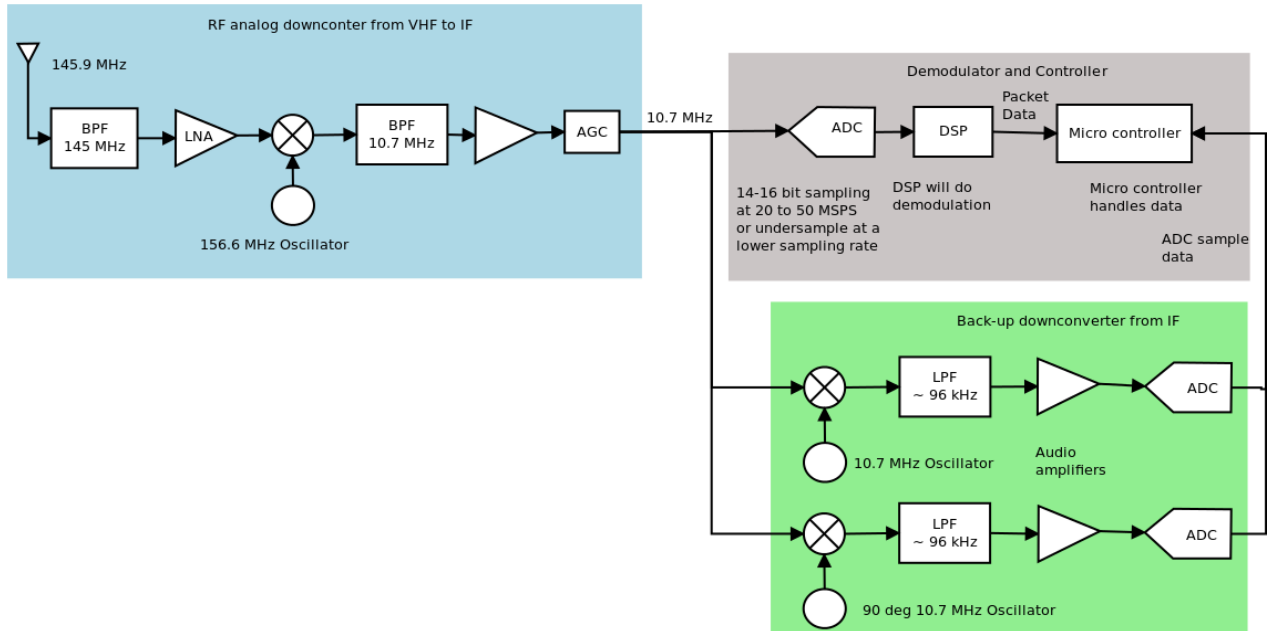 RF analog downconter from VHF to IF
145.9 MHz
BPF
145 MHz
LNA
BPF
10.7 MHz
AGC
156.6 MHz Oscillator
10.7 MHz
Demodulator and Controller
ADC
DSP
Packet
Data
Micro controller
14-16 bit sampling
at 20 to 50 MSPS
or undersample at a
lower sampling rate
DSP will do
demodulation
Micro controller
handles data
ADC sample
data
Back-up downconverter from IF
LPF
~ 96 kHz
ADC
10.7 MHz Oscillator
Audio
amplifiers
LPF
~ 96 kHz
ADC
90 deg 10.7 MHz Oscillator